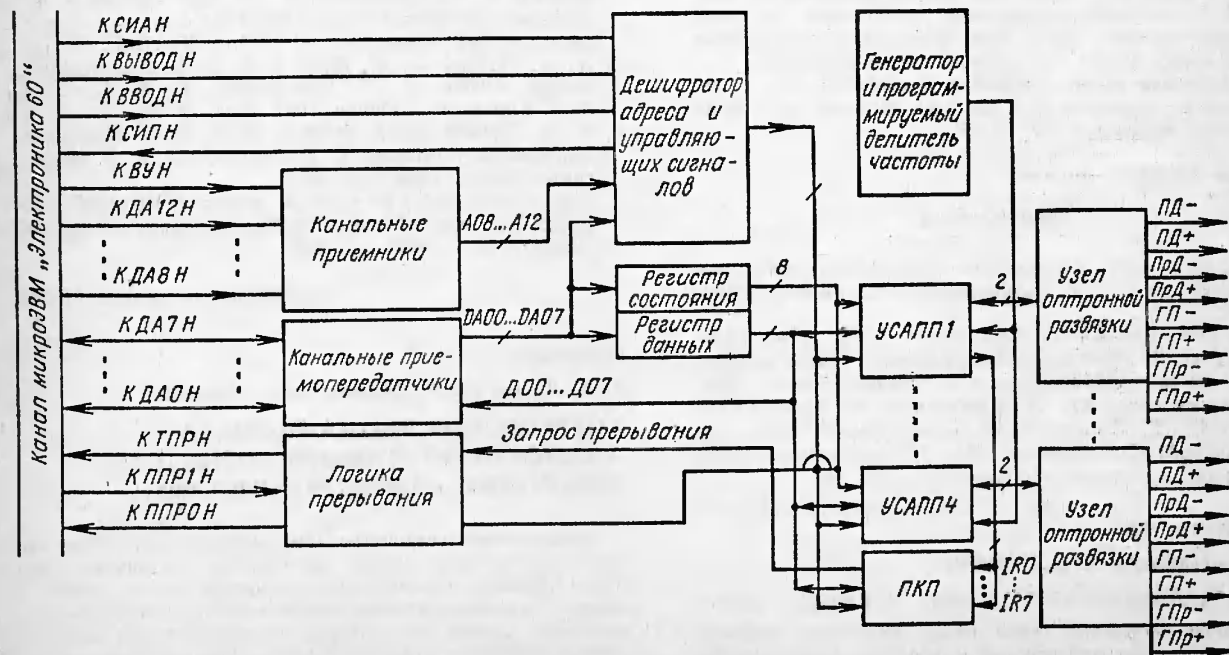 Канал микроЭВМ „Электроника 60“
К СИА Н
К ВЫВОД Н
К ВВОД Н
К СИП Н
К ВУ Н
К ДА12 Н
К ДА8 Н
К ДА7 Н
К ДА0 Н
К ТПР Н
К ППР1 Н
К ППР0 Н
Канальные
приемники
Канальные прие-
мопередатчики
Логика
прерывания
A08...A12
DA00...DA07
Д00...Д07
Запрос прерывания
Дешифратор
адреса и
управляю-
щих сигна-
лов
Регистр
состояния
Регистр
данных
8
Генератор
и програм-
мируемый
делитель
частоты
УСАПП1
2
УСАПП4
2
ПКП
IR0
IR7
Узел
оптронной
развязки
ПД-
ПД+
ПрД-
ПрД+
ГП-
ГП+
ГПр-
ГПр+
Узел
оптронной
развязки
ПД-
ПД+
ПрД-
ПрД+
ГП-
ГП+
ГПр-
ГПр+